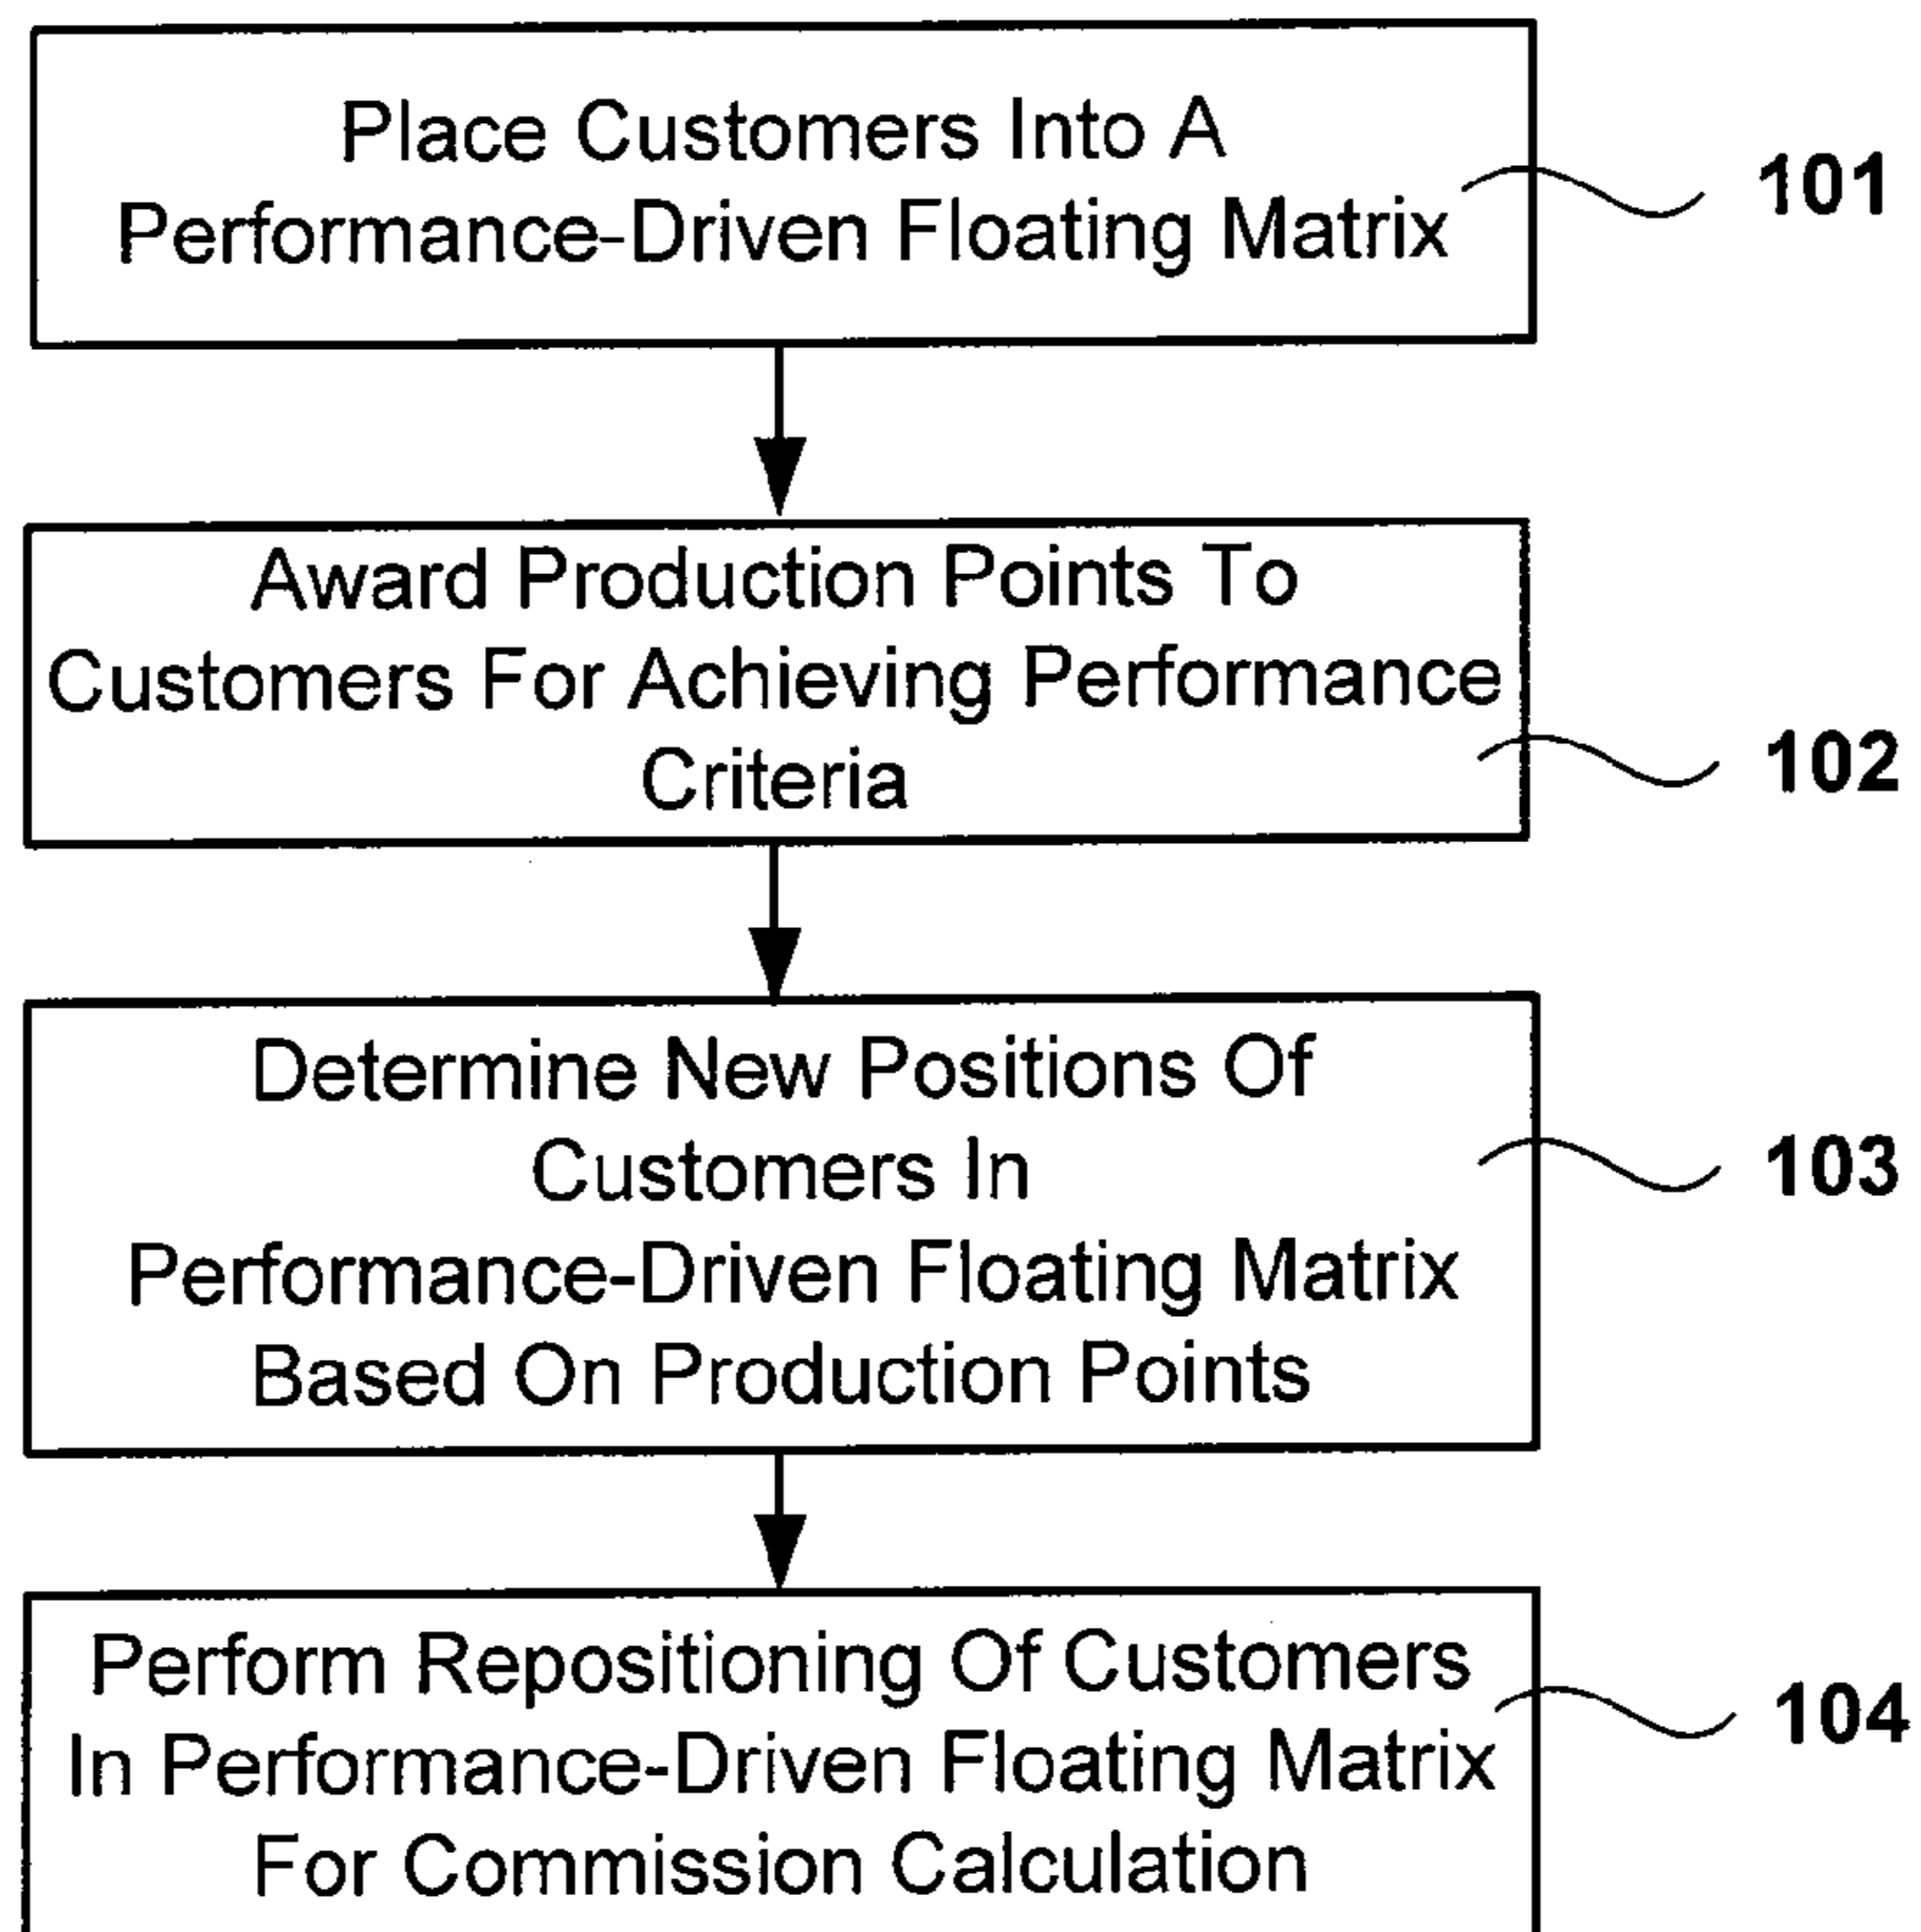 Place Customers Into A
Performance-Driven Floating Matrix
101
Award Production Points To
Customers For Achieving Performance
Criteria
102
Determine New Positions Of
Customers In
Performance-Driven Floating Matrix
Based On Production Points
103
Perform Repositioning Of Customers
In Performance-Driven Floating Matrix
For Commission Calculation
104